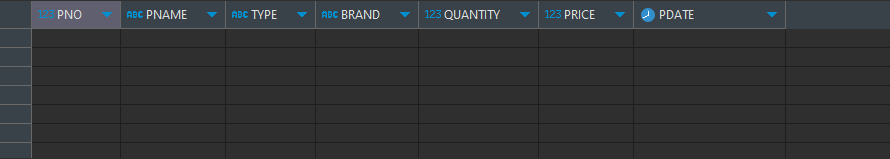 123 PNO ABC PNAME ABC TYPE ABC BRAND 123 QUANTITY 123 PRICE PDATE